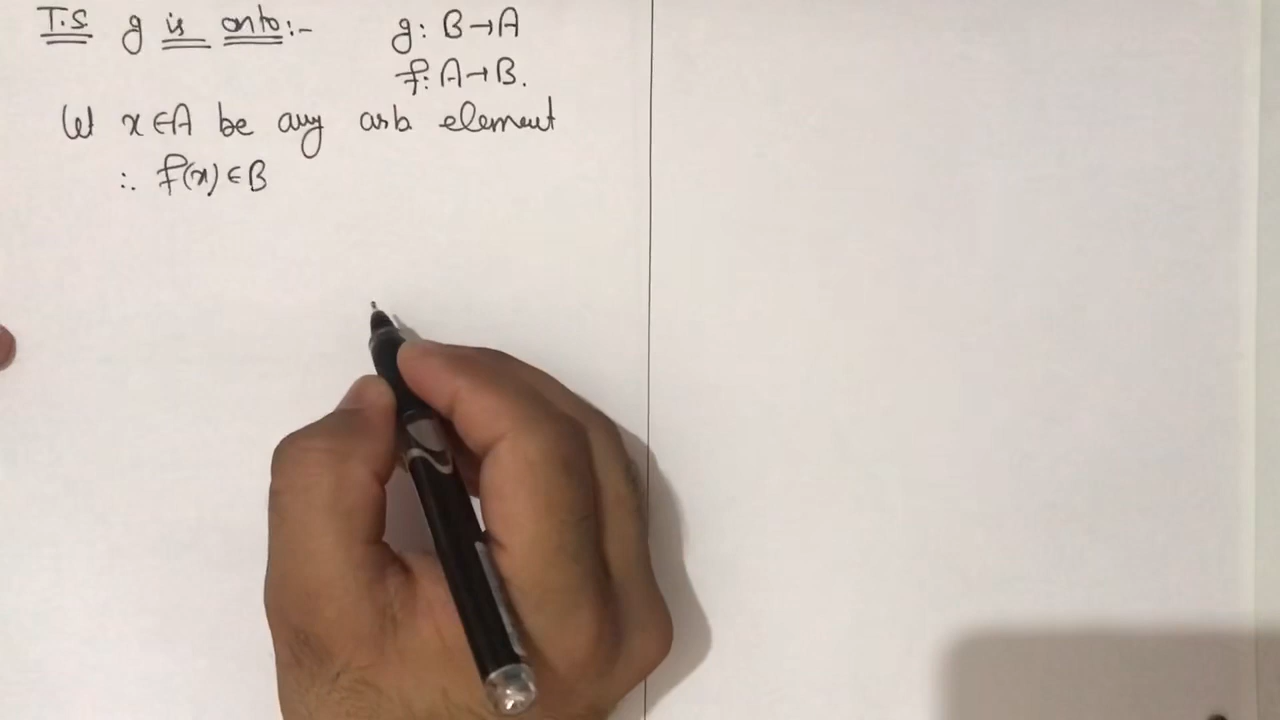 T.S. g is onto:-
g: B→A
f: A→B.
let x∈A be any arb element
∴ f(x)∈B